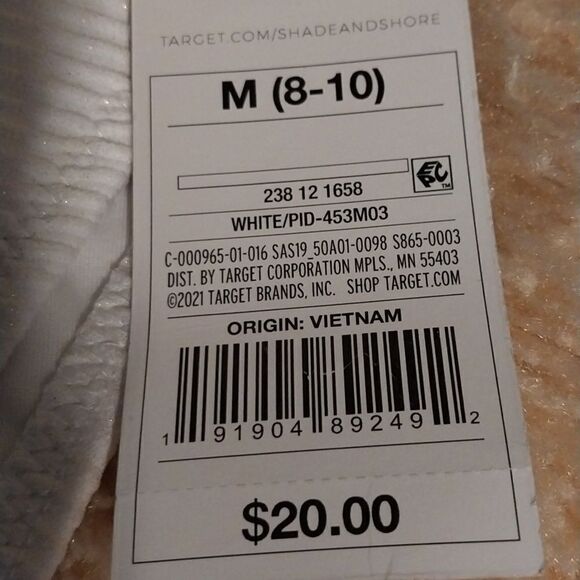 TARGET.COM/SHADEANDSHORE
M (8-10)
EPC™
238 12 1658
WHITE/PID-453M03
C-000965-01-016 SAS19_50A01-0098 S865-0003
DIST. BY TARGET CORPORATION MPLS., MN 55403
©2021 TARGET BRANDS, INC. SHOP TARGET.COM
ORIGIN: VIETNAM
1 91904 89249 2
$20.00